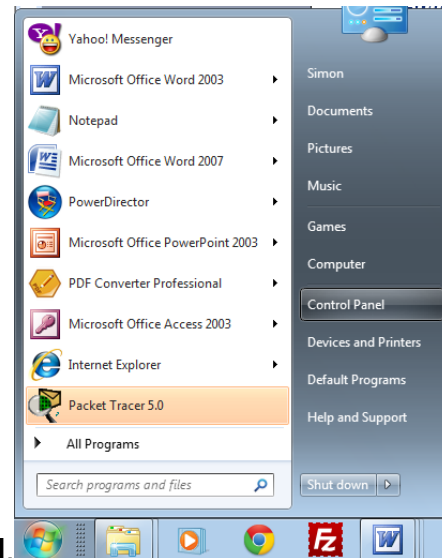 Yahoo! Messenger
Microsoft Office Word 2003
Notepad
Microsoft Office Word 2007
PowerDirector
Microsoft Office PowerPoint 2003
PDF Converter Professional
Microsoft Office Access 2003
Internet Explorer
Packet Tracer 5.0
All Programs
Search programs and files
Simon
Documents
Pictures
Music
Games
Computer
Control Panel
Devices and Printers
Default Programs
Help and Support
Shut down